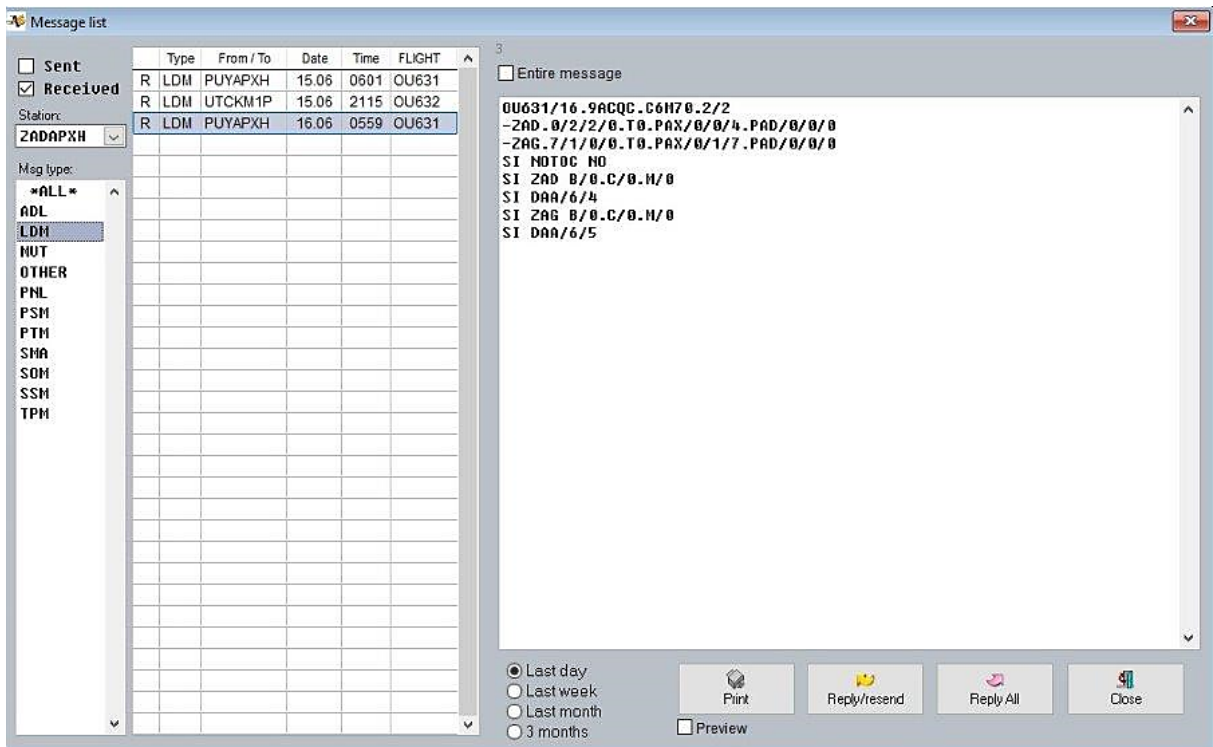 Message list
Sent
Received
Station:
ZADAPXH
Msg type:
*ALL*
ADL
LDM
NUT
OTHER
PNL
PSM
PTM
SMA
SOM
SSM
TPM
Type From / To Date Time FLIGHT
R LDM PUYAPXH 15.06 0601 OU631
R LDM UTCKM1P 15.06 2115 OU632
R LDM PUYAPXH 16.06 0559 OU631
3
Entire message
OU631/16.9ACQC.C6M70.2/2
-ZAD.0/2/2/0.T0.PAX/0/0/4.PAD/0/0/0
-ZAG.7/1/0/0.T0.PAX/0/1/7.PAD/0/0/0
SI NOTOC NO
SI ZAD B/0.C/0.M/0
SI DAA/6/4
SI ZAG B/0.C/0.M/0
SI DAA/6/5
Last day
Last week
Last month
3 months
Print
Reply/resend
Reply All
Close
Preview